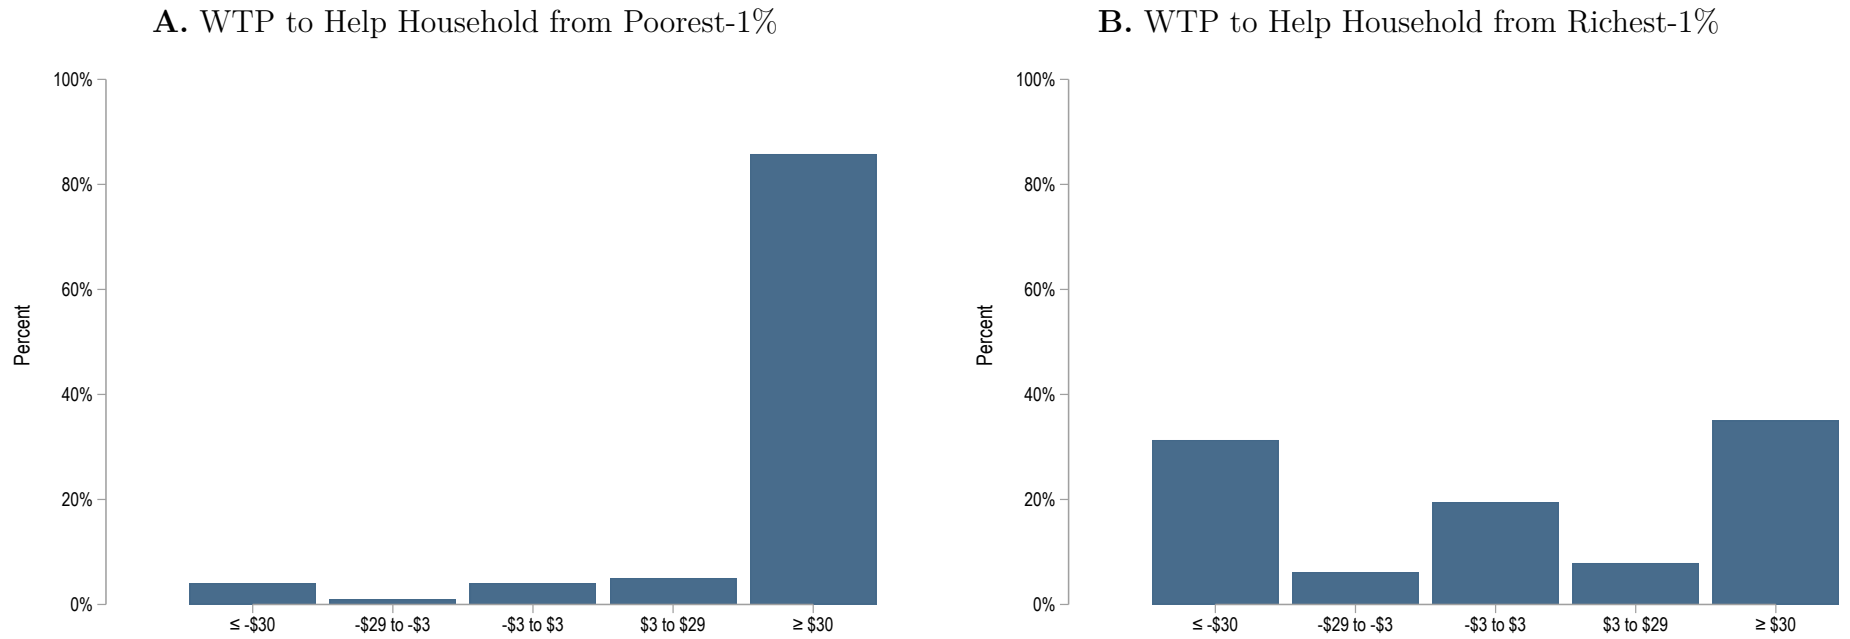 A. WTP to Help Household from Poorest-1%
100%
80%
60%
40%
20%
0%
Percent
≤ -$30
-$29 to -$3
-$3 to $3
$3 to $29
≥ $30
B. WTP to Help Household from Richest-1%
100%
80%
60%
40%
20%
0%
Percent
≤ -$30
-$29 to -$3
-$3 to $3
$3 to $29
≥ $30